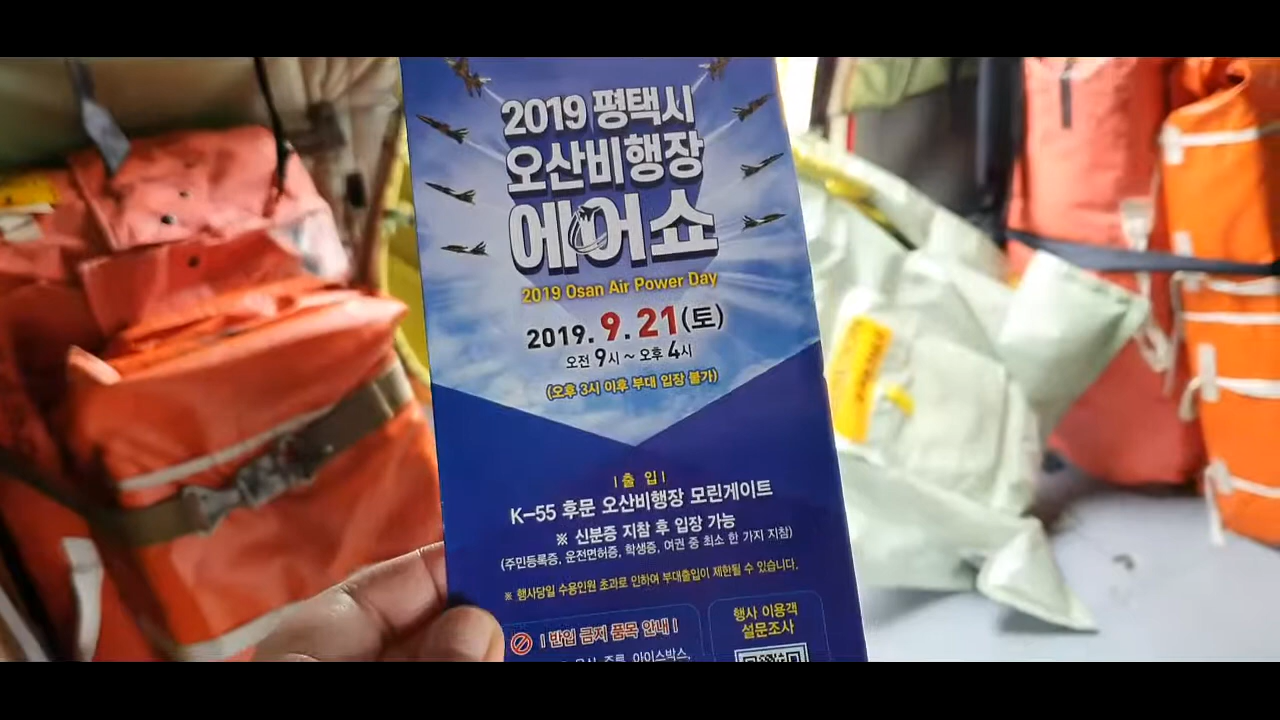 2019 평택시
오산비행장
에어쇼
2019 Osan Air Power Day
2019. 9. 21(토)
오전 9시 ~ 오후 4시
(오후 3시 이후 부대 입장 불가)
| 출 입 |
K-55 후문 오산비행장 모린게이트
※ 신분증 지참 후 입장 가능
(주민등록증, 운전면허증, 학생증, 여권 중 최소 한 가지 지참)
※ 행사당일 수용인원 초과로 인하여 부대출입이 제한될 수 있습니다.
| 반입 금지 품목 안내 |
주류, 아이스박스,
행사 이용객
설문조사